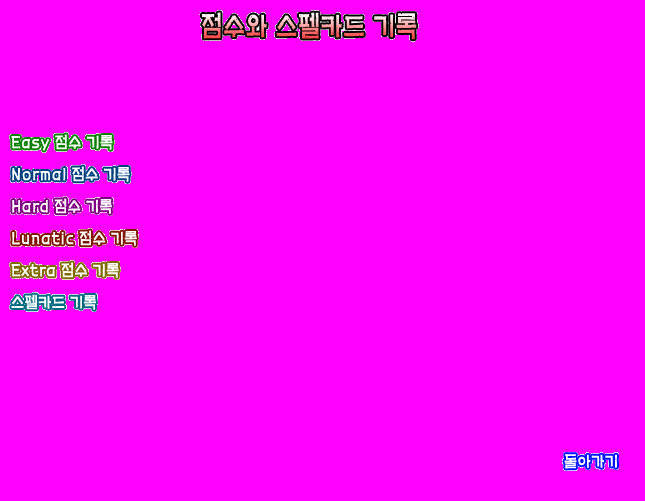 점수와 스펠카드 기록
Easy 점수 기록
Normal 점수 기록
Hard 점수 기록
Lunatic 점수 기록
Extra 점수 기록
스펠카드 기록
돌아가기